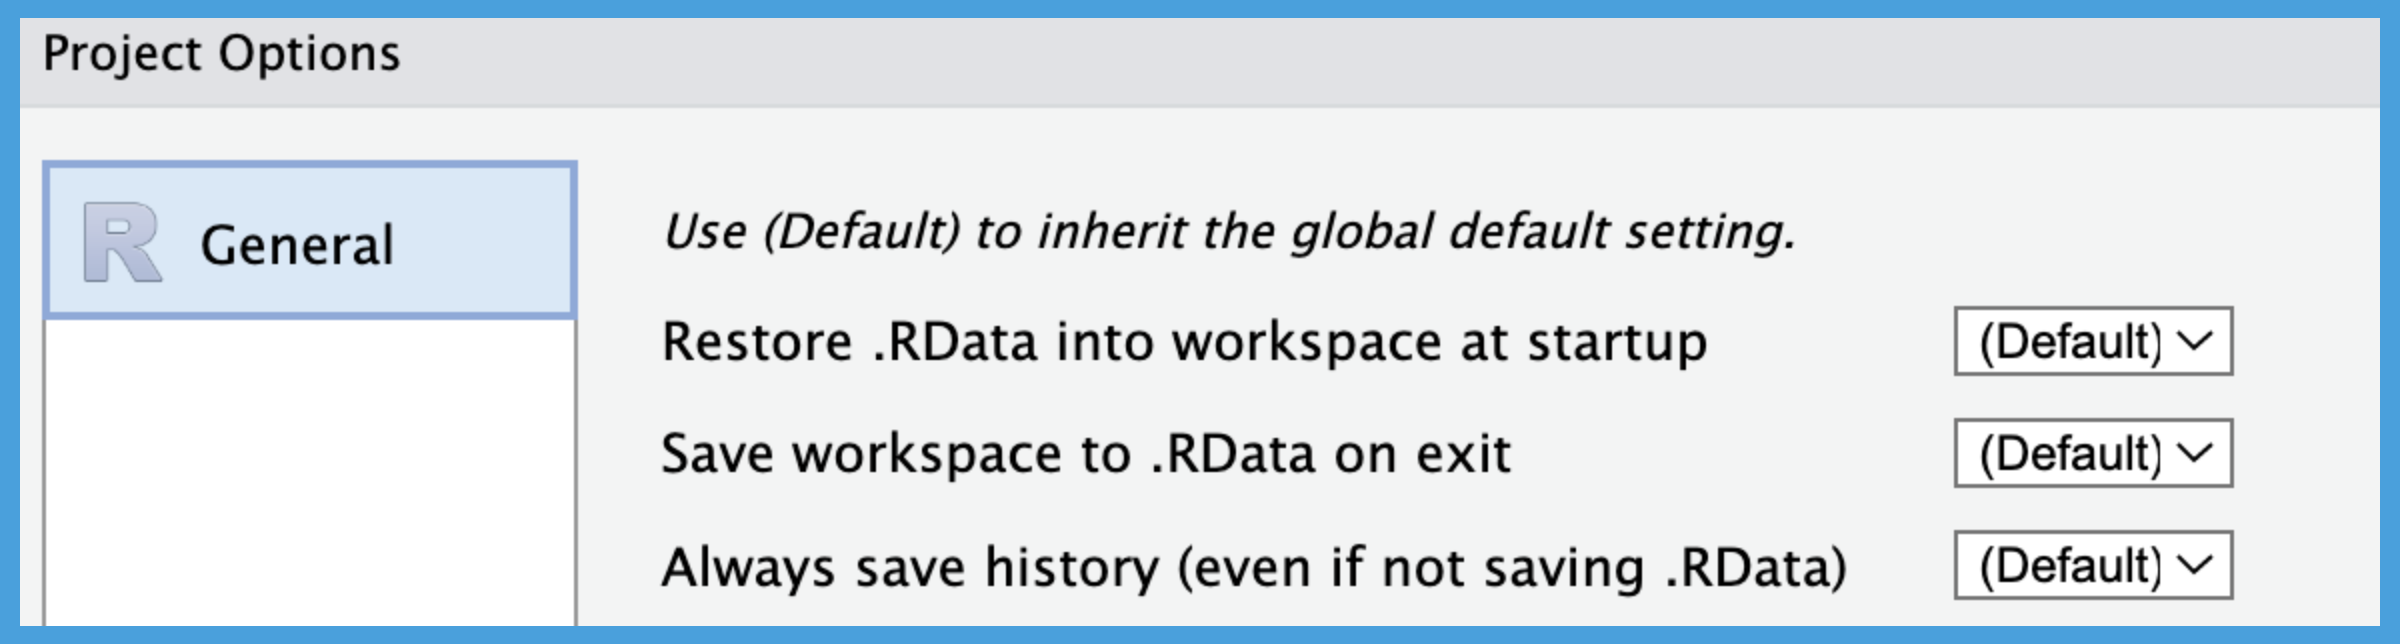 Project Options
R General
Use (Default) to inherit the global default setting.
Restore .RData into workspace at startup (Default)
Save workspace to .RData on exit (Default)
Always save history (even if not saving .RData) (Default)